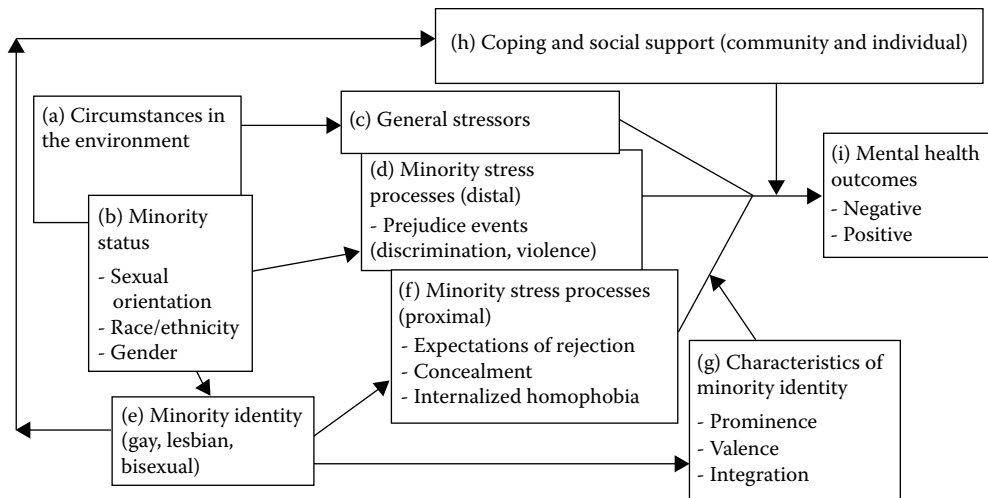 (h) Coping and social support (community and individual)
(a) Circumstances in
the environment
(c) General stressors
(d) Minority stress
processes (distal)
- Prejudice events
(discrimination, violence)
(i) Mental health
outcomes
- Negative
- Positive
(b) Minority
status
- Sexual
orientation
- Race/ethnicity
- Gender
(f) Minority stress processes
(proximal)
- Expectations of rejection
- Concealment
- Internalized homophobia
(g) Characteristics of
minority identity
- Prominence
- Valence
- Integration
(e) Minority identity
(gay, lesbian,
bisexual)